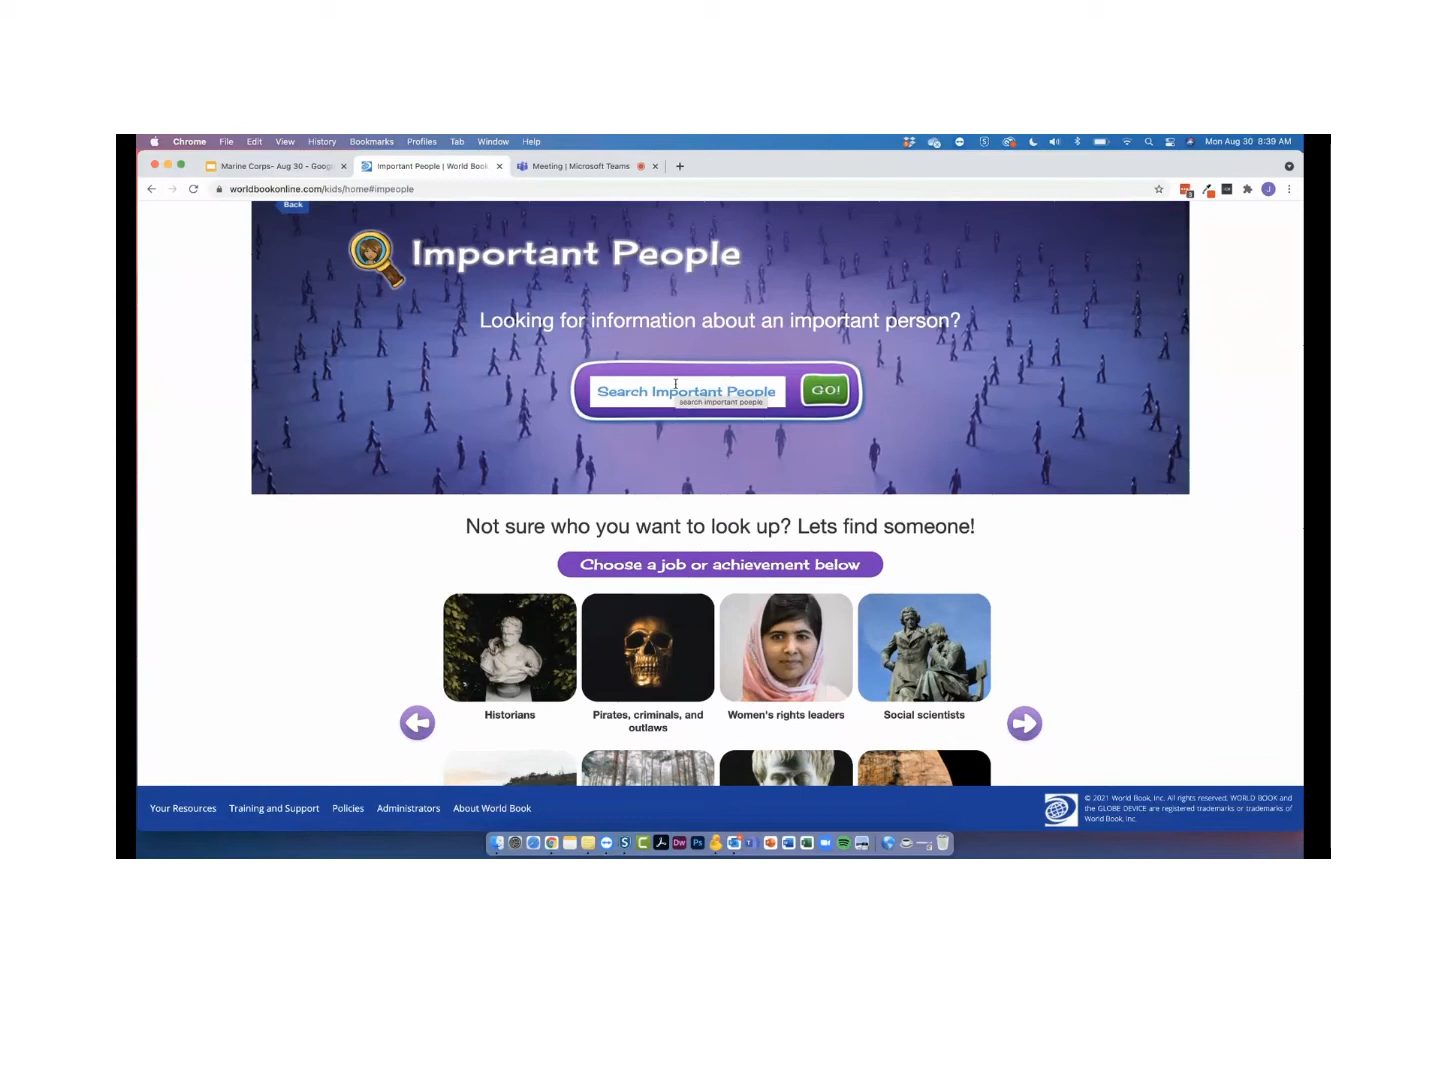 Chrome File Edit View History Bookmarks Profiles Tab Window Help Mon Aug 30 8:39 AM
Marine Corps- Aug 30 - Goog Important People | World Book Meeting | Microsoft Teams
worldbookonline.com/kids/home#impeople
Back
Important People
Looking for information about an important person?
Search Important People GO!
search important poeple
Not sure who you want to look up? Lets find someone!
Choose a job or achievement below
Historians
Pirates, criminals, and
outlaws
Women's rights leaders
Social scientists
Your Resources Training and Support Policies Administrators About World Book
© 2021 World Book, Inc. All rights reserved. WORLD BOOK and
the GLOBE DEVICE are registered trademarks or trademarks of
World Book, Inc.